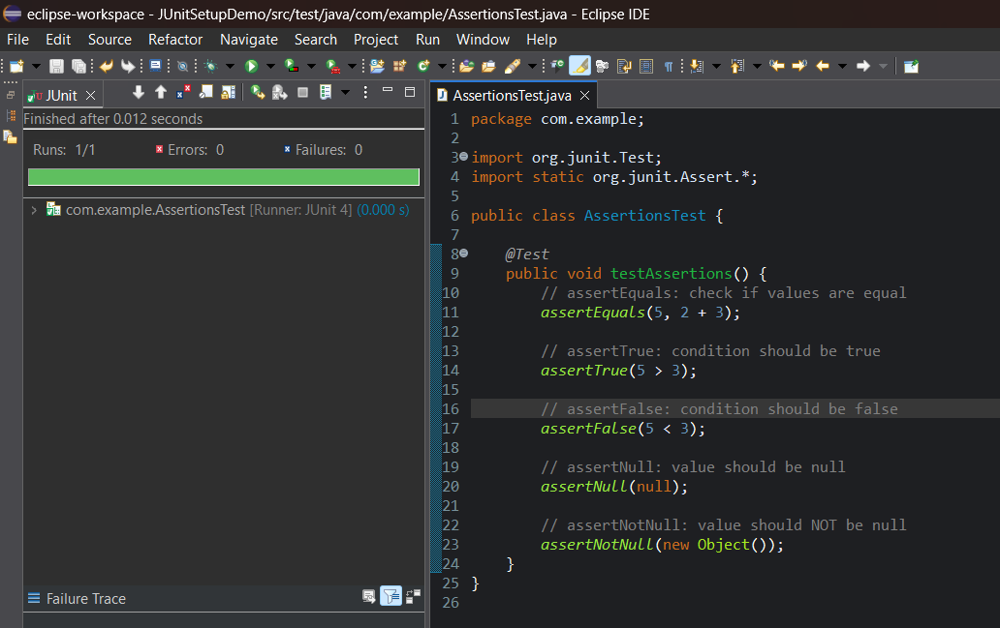 eclipse-workspace - JUnitSetupDemo/src/test/java/com/example/AssertionsTest.java - Eclipse IDE
File Edit Source Refactor Navigate Search Project Run Window Help
JUnit
Finished after 0.012 seconds
Runs: 1/1 Errors: 0 Failures: 0
com.example.AssertionsTest [Runner: JUnit 4] (0.000 s)
Failure Trace
AssertionsTest.java
1 package com.example;
2
3 import org.junit.Test;
4 import static org.junit.Assert.*;
5
6 public class AssertionsTest {
7
8     @Test
9     public void testAssertions() {
10         // assertEquals: check if values are equal
11         assertEquals(5, 2 + 3);
12
13         // assertTrue: condition should be true
14         assertTrue(5 > 3);
15
16         // assertFalse: condition should be false
17         assertFalse(5 < 3);
18
19         // assertNull: value should be null
20         assertNull(null);
21
22         // assertNotNull: value should NOT be null
23         assertNotNull(new Object());
24     }
25 }
26